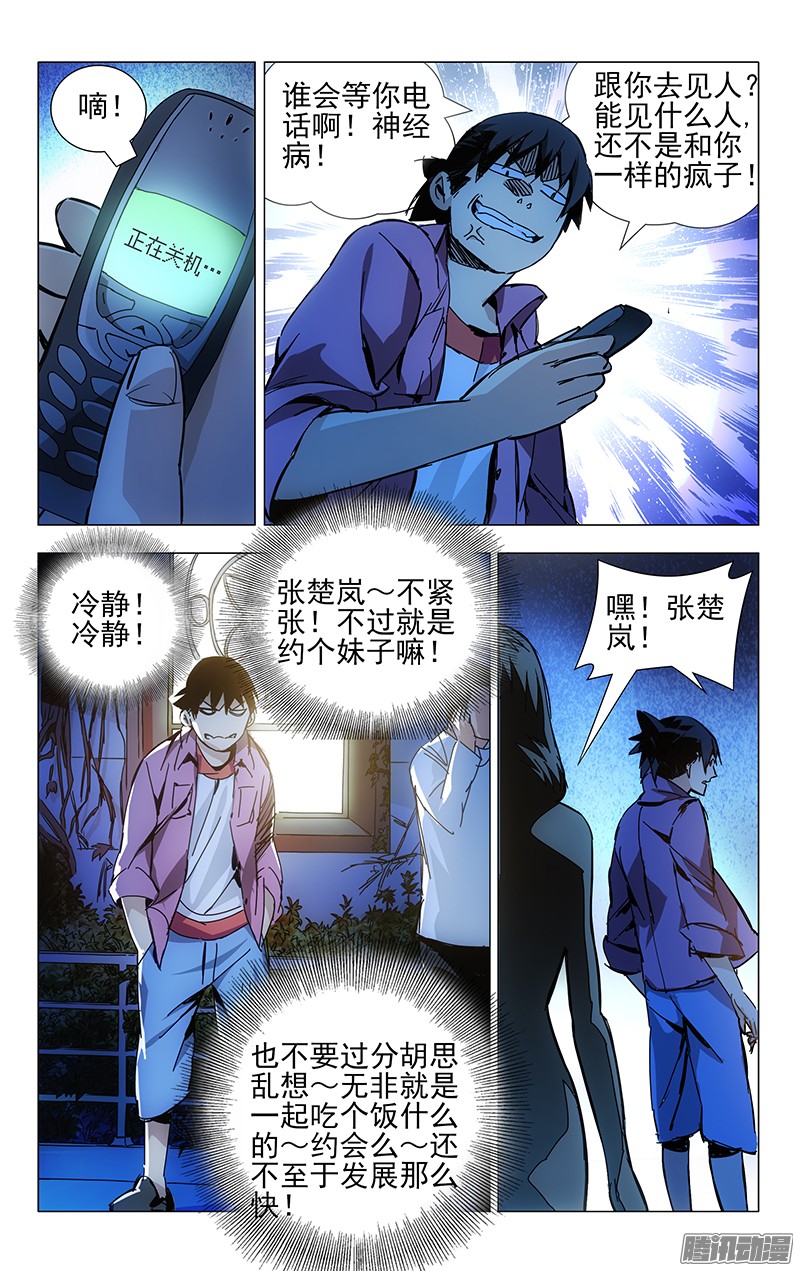 嘀！
正在关机…
谁会等你电
话啊！神经
病！
跟你去见人？
能见什么人，
还不是和你
一样的疯子！
冷静！
冷静！
张楚岚～不紧
张！不过就是
约个妹子嘛！
也不要过分胡思
乱想～无非就是
一起吃个饭什么
的～约会么～还
不至于发展那么
快！
嘿！张楚
岚！
腾讯动漫